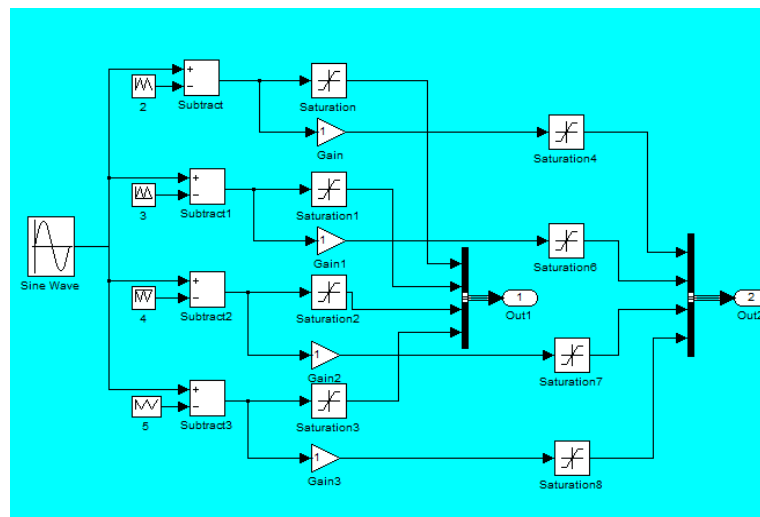 +
−
2
Subtract
Saturation
1
Gain
Saturation4
+
−
3
Subtract1
Saturation1
1
Gain1
Saturation6
Sine Wave
+
−
4
Subtract2
Saturation2
1
Out1
2
Out2
1
Gain2
Saturation7
+
−
5
Subtract3
Saturation3
1
Gain3
Saturation8